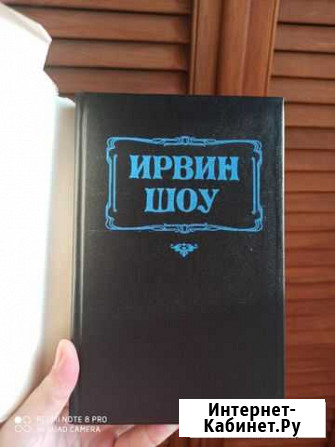 ИРВИН
ШОУ
REDMI NOTE 8 PRO
AI QUAD CAMERA
Интернет-
Кабинет.Ру